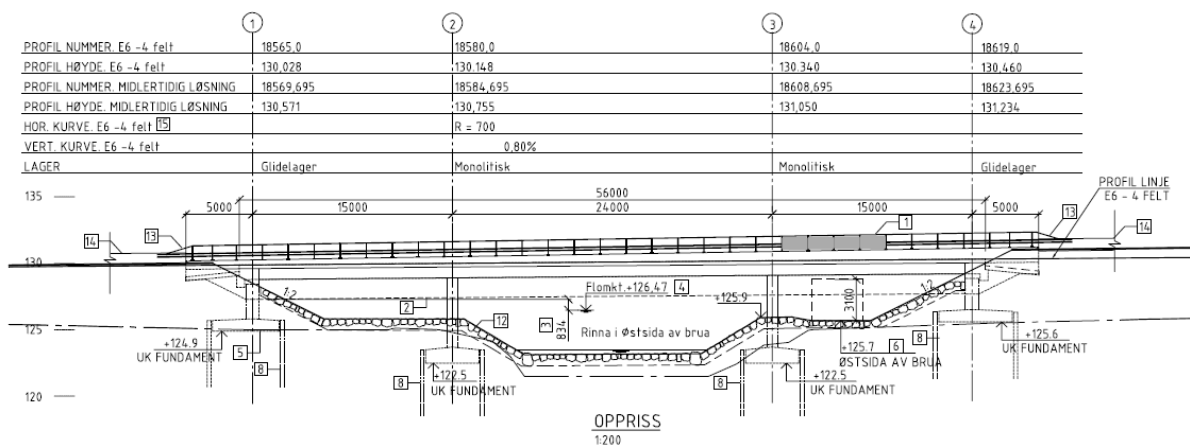 1 2 3 4
PROFIL NUMMER. E6 -4 felt 18565,0 18580,0 18604,0 18619,0
PROFIL HØYDE. E6 -4 felt 130,028 130.148 130.340 130,460
PROFIL NUMMER. MIDLERTIDIG LØSNING 18569,695 18584,695 18608,695 18623,695
PROFIL HØYDE. MIDLERTIDIG LØSNING 130,571 130,755 131,050 131,234
HOR. KURVE. E6 -4 felt 15 R = 700
VERT. KURVE. E6 -4 felt 0,80%
LAGER Glidelager Monolitisk Monolitisk Glidelager
135
56000
PROFIL LINJE
E6 - 4 FELT
5000 15000 24000 15000 5000
14 13 1 13 14
130
1:2 Flomkt.+126,47 4 3100 1:2
2 +125.9
125 12 3 834 Rinna i Østsida av brua
+124.9
UK FUNDAMENT
5 8
+125.7 6
ØSTSIDA AV BRUA
8 +125.6
UK FUNDAMENT
8 +122.5
UK FUNDAMENT
8 +122.5
UK FUNDAMENT
120
OPPRISS
1:200